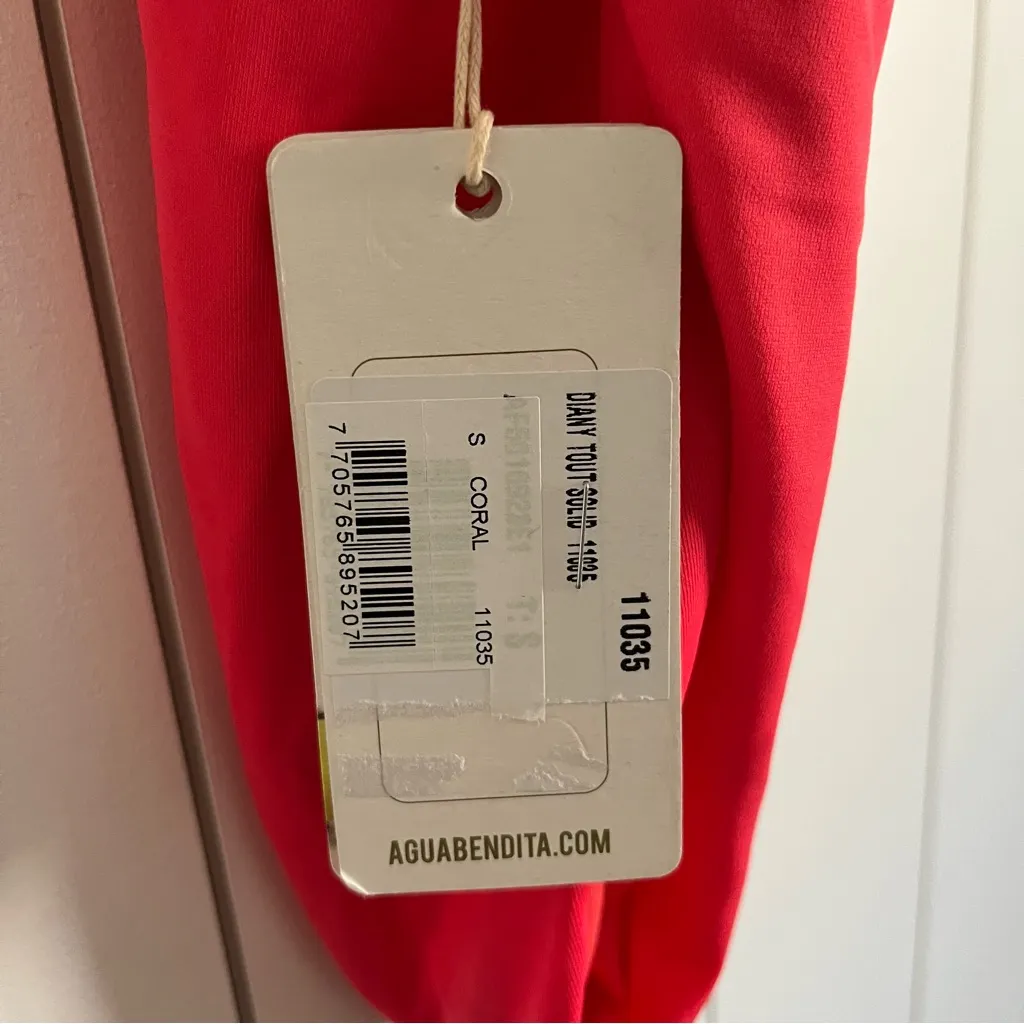 DIANY TOUT SOLID 11035
11035
S CORAL 11035
7 705765 895207
AGUABENDITA.COM